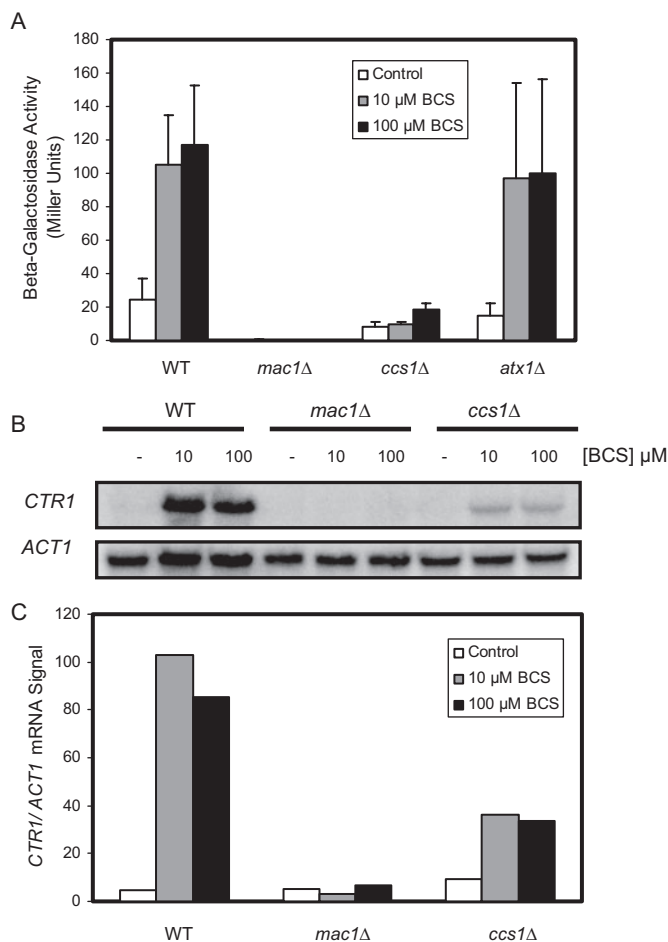 A
Beta-Galactosidase Activity
(Miller Units)
180
160
140
120
100
80
60
40
20
0
Control
10 µM BCS
100 µM BCS
WT mac1Δ ccs1Δ atx1Δ
B
WT mac1Δ ccs1Δ
- 10 100 - 10 100 - 10 100 [BCS] µM
CTR1
ACT1
C
CTR1/ ACT1 mRNA Signal
120
100
80
60
40
20
0
Control
10 µM BCS
100 µM BCS
WT mac1Δ ccs1Δ